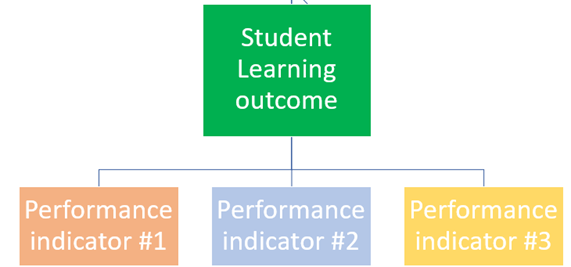 Student
Learning
outcome
Performance
indicator #1
Performance
indicator #2
Performance
indicator #3